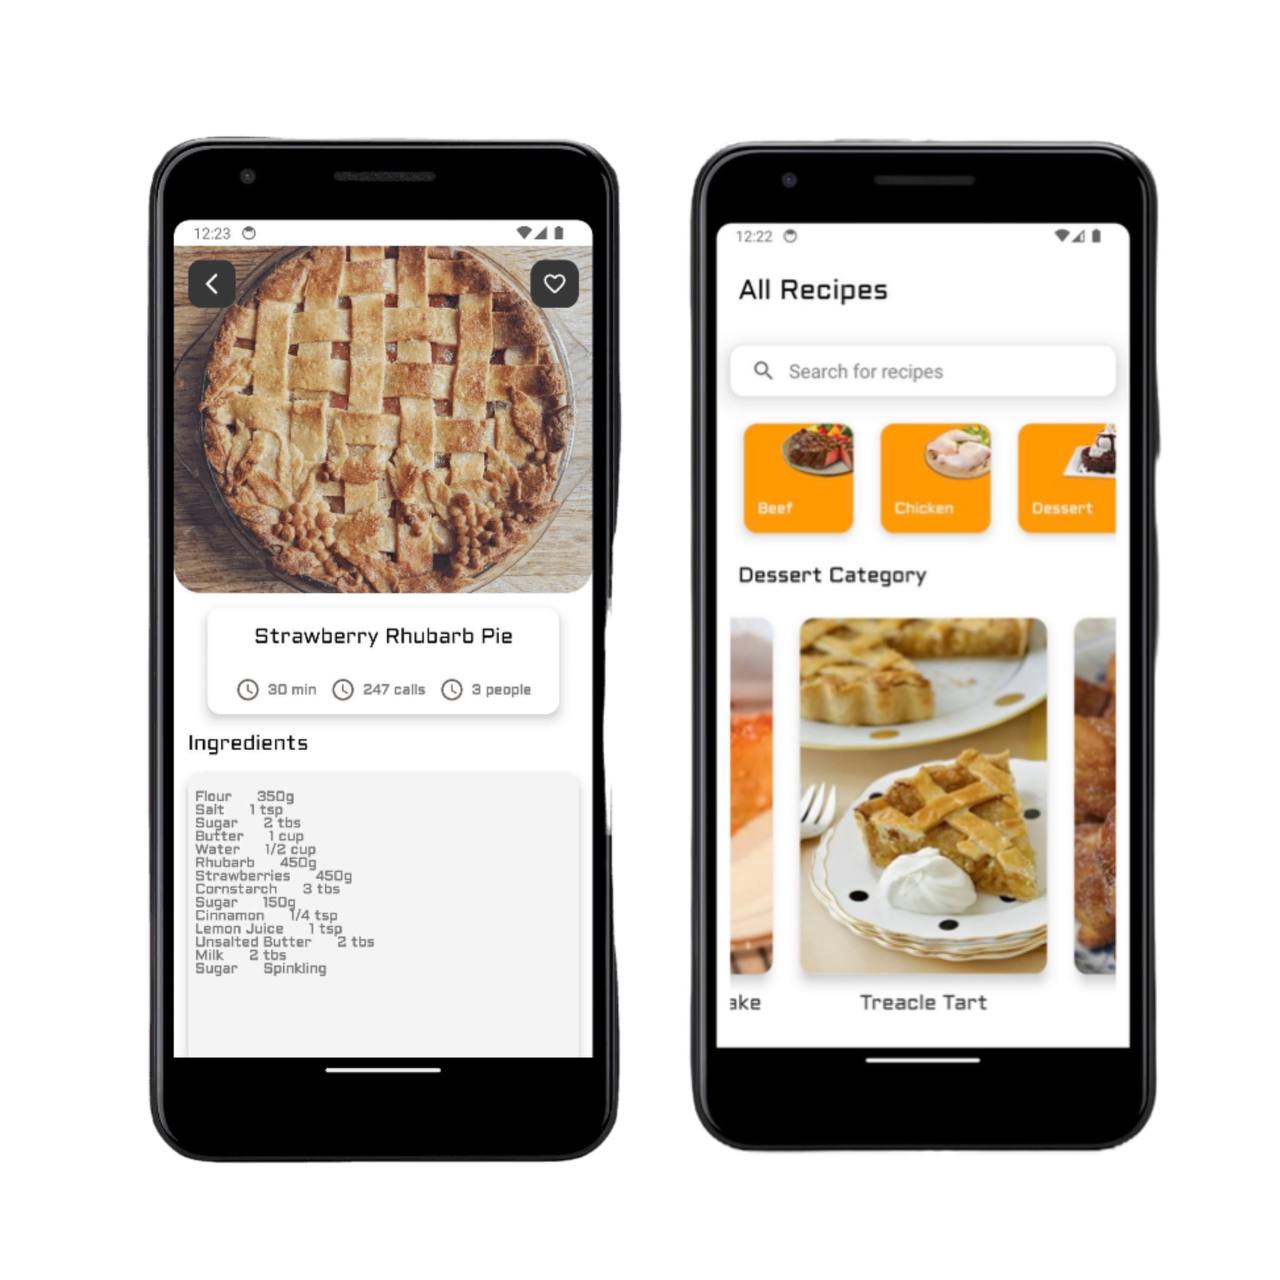 12:23
Strawberry Rhubarb Pie
30 min 247 calls 3 people
Ingredients
Flour 350g
Salt 1 tsp
Sugar 2 tbs
Butter 1 cup
Water 1/2 cup
Rhubarb 450g
Strawberries 450g
Cornstarch 3 tbs
Sugar 150g
Cinnamon 1/4 tsp
Lemon Juice 1 tsp
Unsalted Butter 2 tbs
Milk 2 tbs
Sugar Spinkling
12:22
All Recipes
Search for recipes
Beef Chicken Dessert
Dessert Category
ake Treacle Tart